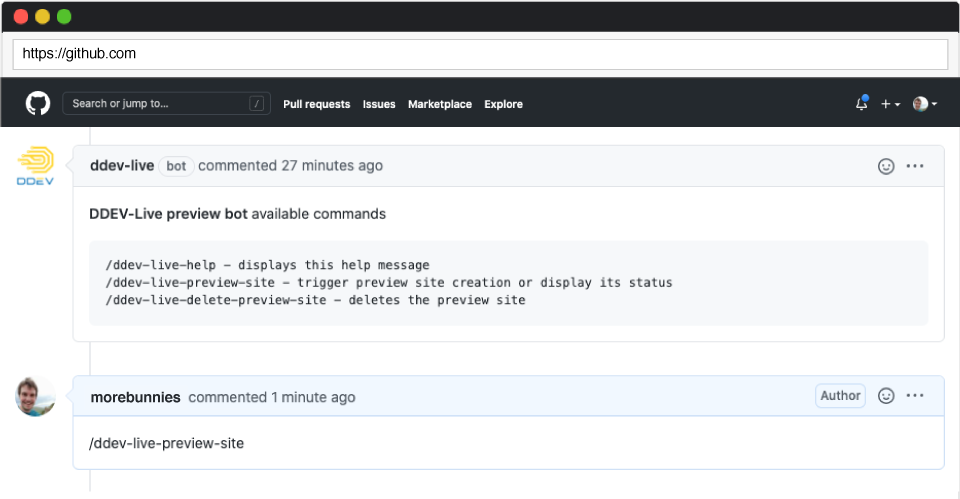 https://github.com
Search or jump to... /
Pull requests Issues Marketplace Explore
DDEV
ddev-live bot commented 27 minutes ago
DDEV-Live preview bot available commands
/ddev-live-help - displays this help message
/ddev-live-preview-site - trigger preview site creation or display its status
/ddev-live-delete-preview-site - deletes the preview site
morebunnies commented 1 minute ago Author
/ddev-live-preview-site